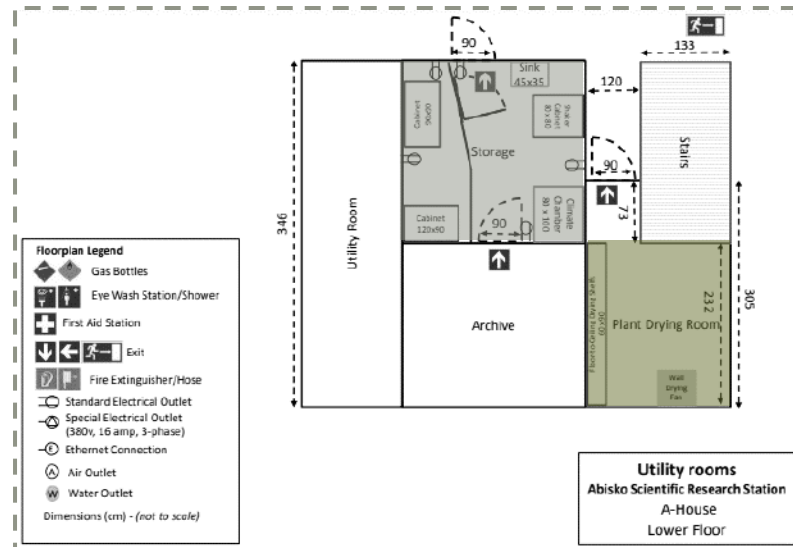 133
90
120
Sink
45x35
Cabinet
90x60
Shaker
Cabinet
80 x 80
Storage
Stairs
90
346
Utility Room
73
Climate
Chamber
80 x 100
Cabinet
120x90
90
305
Archive
232
Plant Drying Room
Wall
Drying
Fan
Floorplan Legend
Gas Bottles
Eye Wash Station/Shower
First Aid Station
Exit
Fire Extinguisher/Hose
Standard Electrical Outlet
Special Electrical Outlet
(380v, 16 amp, 3-phase)
E
Ethernet Connection
A
Air Outlet
W
Water Outlet
Dimensions (cm) - (not to scale)
Utility rooms
Abisko Scientific Research Station
A-House
Lower Floor